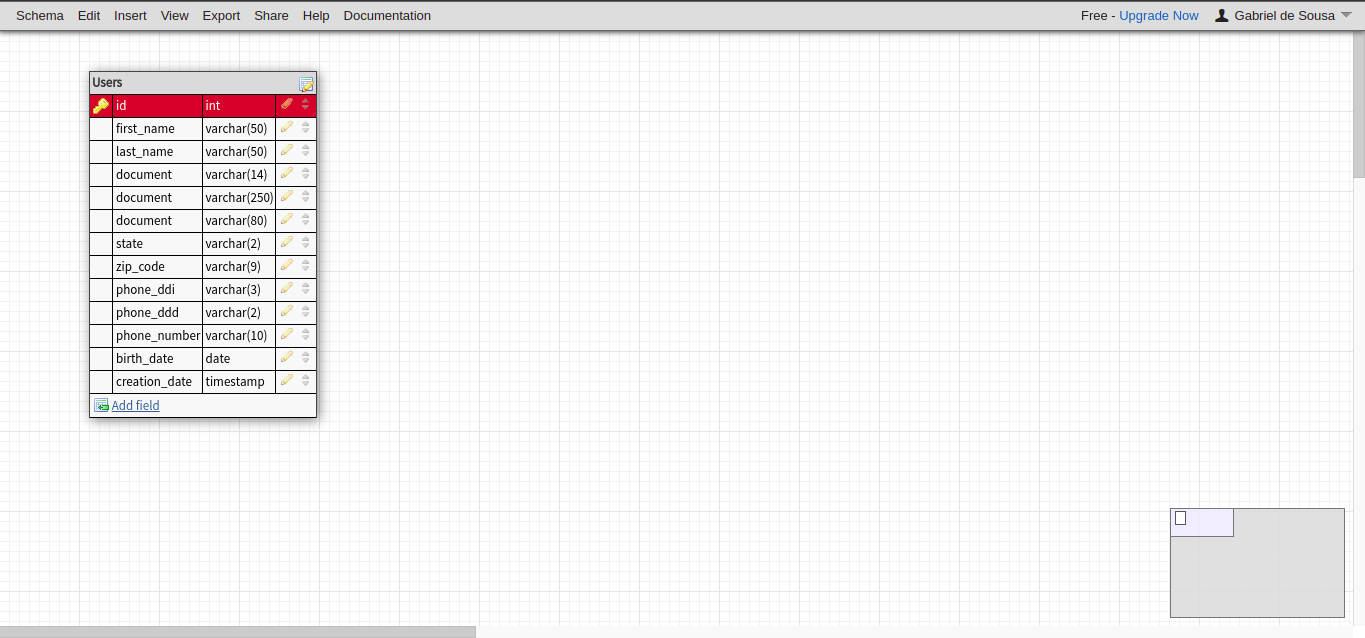 Schema Edit Insert View Export Share Help Documentation Free - Upgrade Now Gabriel de Sousa
Users
id int
first_name varchar(50)
last_name varchar(50)
document varchar(14)
document varchar(250)
document varchar(80)
state varchar(2)
zip_code varchar(9)
phone_ddi varchar(3)
phone_ddd varchar(2)
phone_number varchar(10)
birth_date date
creation_date timestamp
Add field